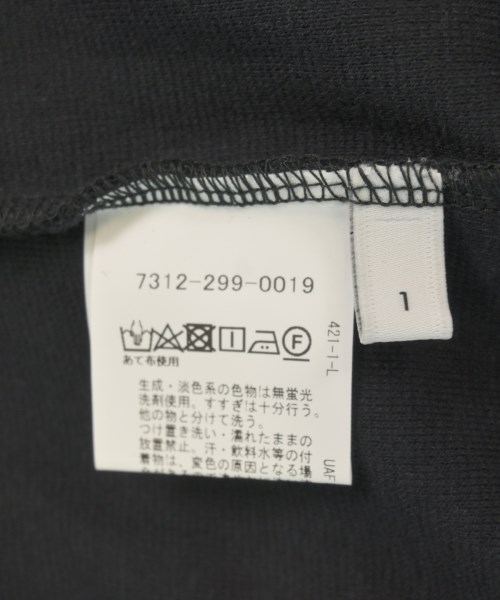 7312-299-0019
1
F
あて布使用
421-1-L
生成・淡色系の色物は無蛍光
洗剤使用。すすぎは十分行う。
他の物と分けて洗う。
つけ置き洗い・濡れたままの
放置禁止。汗・飲料水等の付
着物は、変色の原因となる場
UAF